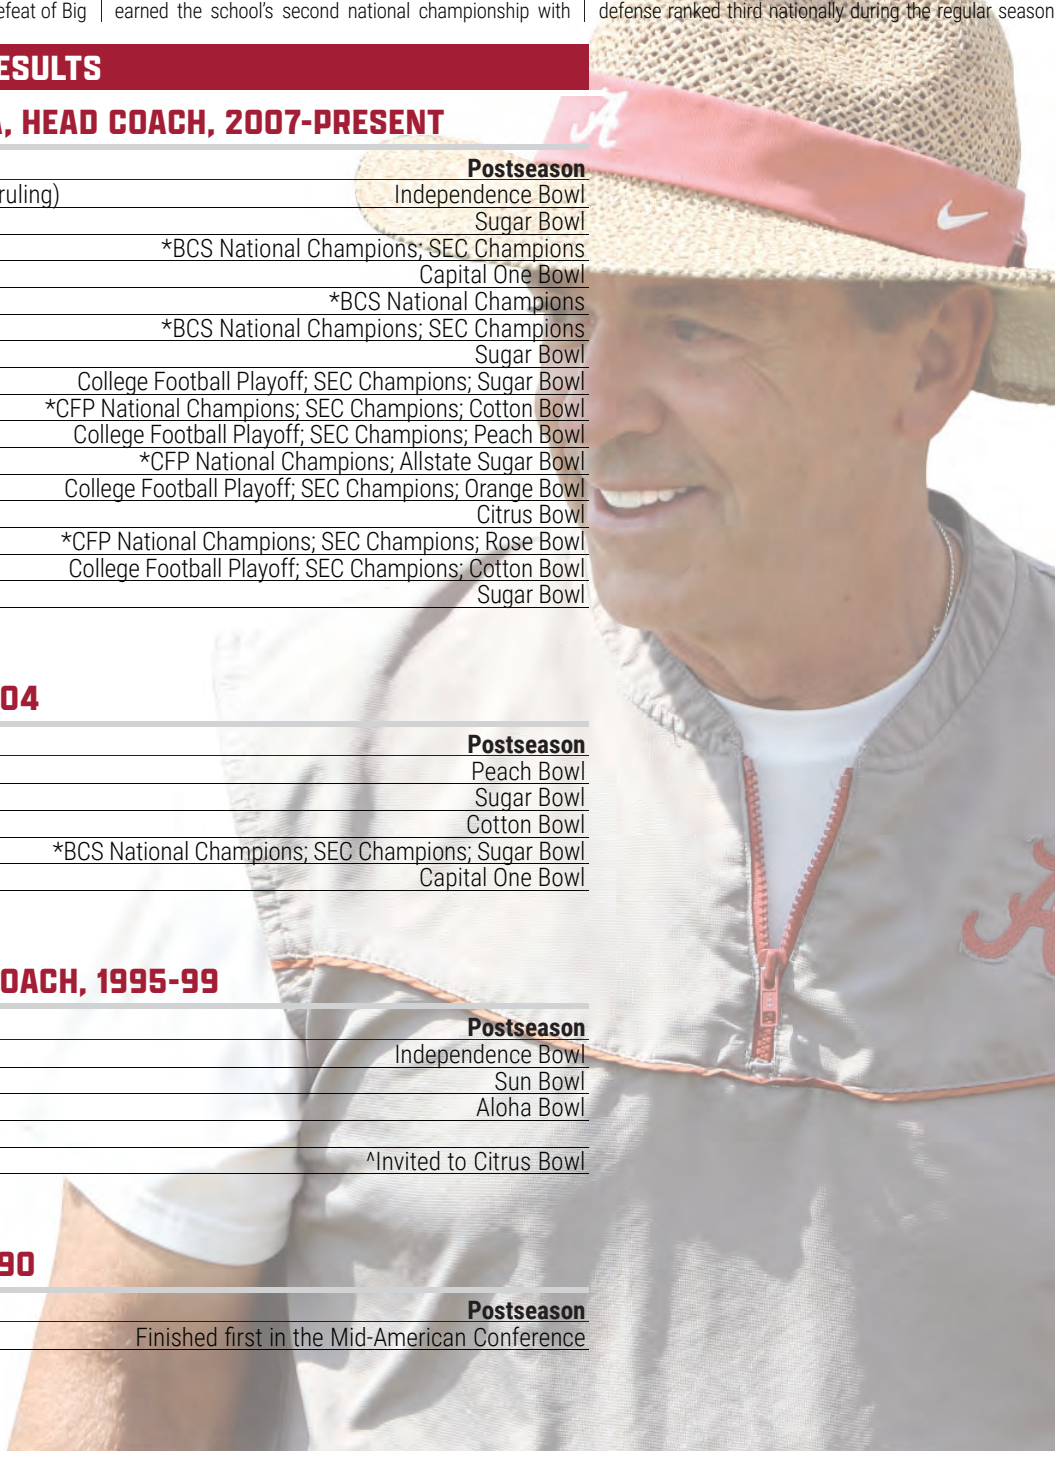 efeat of Big
earned the school's second national championship with
defense ranked third nationally during the regular season
ESULTS
A, HEAD COACH, 2007-PRESENT
Postseason
ruling) Independence Bowl
Sugar Bowl
*BCS National Champions; SEC Champions
Capital One Bowl
*BCS National Champions
*BCS National Champions; SEC Champions
Sugar Bowl
College Football Playoff; SEC Champions; Sugar Bowl
*CFP National Champions; SEC Champions; Cotton Bowl
College Football Playoff; SEC Champions; Peach Bowl
*CFP National Champions; Allstate Sugar Bowl
College Football Playoff; SEC Champions; Orange Bowl
Citrus Bowl
*CFP National Champions; SEC Champions; Rose Bowl
College Football Playoff; SEC Champions; Cotton Bowl
Sugar Bowl
04
Postseason
Peach Bowl
Sugar Bowl
Cotton Bowl
*BCS National Champions; SEC Champions; Sugar Bowl
Capital One Bowl
OACH, 1995-99
Postseason
Independence Bowl
Sun Bowl
Aloha Bowl
^Invited to Citrus Bowl
90
Postseason
Finished first in the Mid-American Conference
A
A